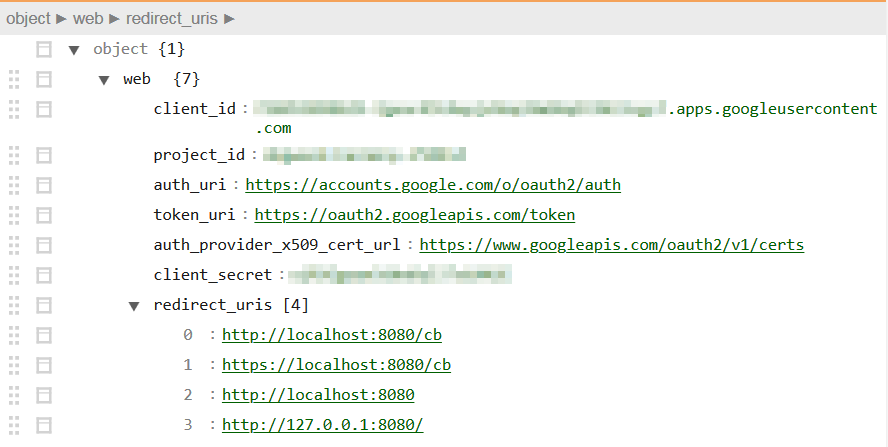 object ▶ web ▶ redirect_uris ▶
▼ object {1}
▼ web {7}
client_id : .apps.googleusercontent
.com
project_id :
auth_uri : https://accounts.google.com/o/oauth2/auth
token_uri : https://oauth2.googleapis.com/token
auth_provider_x509_cert_url : https://www.googleapis.com/oauth2/v1/certs
client_secret :
▼ redirect_uris [4]
0 : http://localhost:8080/cb
1 : https://localhost:8080/cb
2 : http://localhost:8080
3 : http://127.0.0.1:8080/